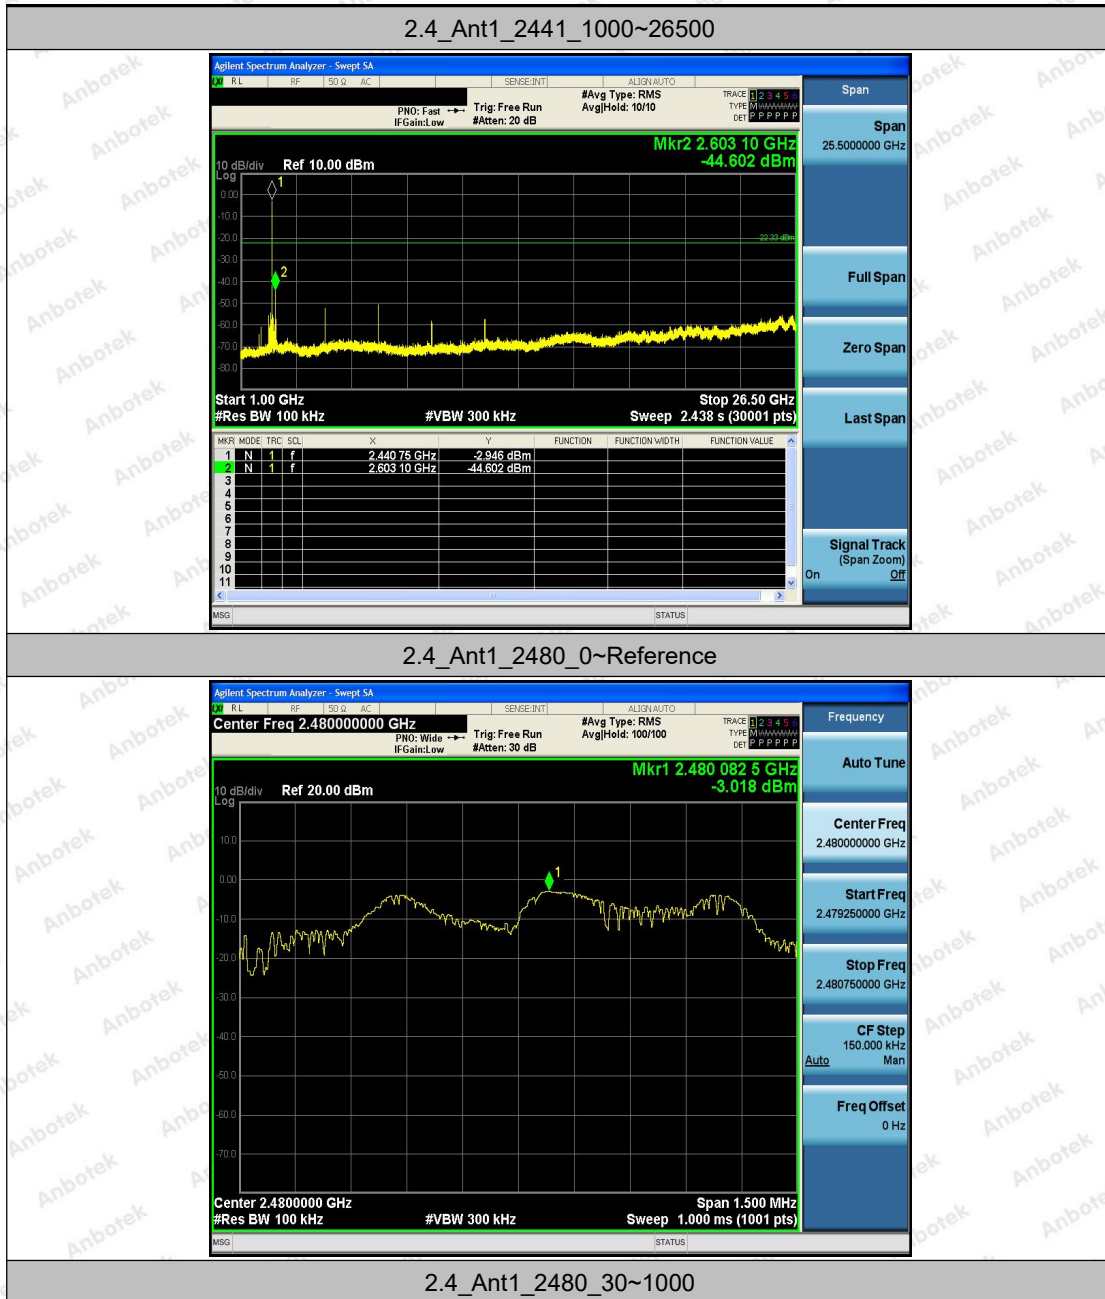 2.4_Ant1_2441_1000~26500
Agilent Spectrum Analyzer - Swept SA
RL RF 50 Ω AC SENSE:INT ALIGN AUTO
#Avg Type: RMS TRACE 1 2 3 4 5 6
PNO: Fast Trig: Free Run Avg|Hold: 10/10 TYPE M
IFGain:Low #Atten: 20 dB DET P P P P P P
Mkr2 2.603 10 GHz
-44.602 dBm
10 dB/div Ref 10.00 dBm
Log
1
0.00
-10.0
-20.0
-22.33 dBm
-30.0
2
-40.0
-50.0
-60.0
-70.0
-80.0
Start 1.00 GHz Stop 26.50 GHz
#Res BW 100 kHz #VBW 300 kHz Sweep 2.438 s (30001 pts)
MKR MODE TRC SCL X Y FUNCTION FUNCTION WIDTH FUNCTION VALUE
1 N 1 f 2.440 75 GHz -2.946 dBm
2 N 1 f 2.603 10 GHz -44.602 dBm
3
4
5
6
7
8
9
10
11
MSG STATUS
Span
Span
25.5000000 GHz
Full Span
Zero Span
Last Span
Signal Track
(Span Zoom)
On Off
2.4_Ant1_2480_0~Reference
Agilent Spectrum Analyzer - Swept SA
RL RF 50 Ω AC SENSE:INT ALIGN AUTO
Center Freq 2.480000000 GHz #Avg Type: RMS TRACE 1 2 3 4 5 6
PNO: Wide Trig: Free Run Avg|Hold: 100/100 TYPE M
IFGain:Low #Atten: 30 dB DET P P P P P P
Mkr1 2.480 082 5 GHz
-3.018 dBm
10 dB/div Ref 20.00 dBm
Log
10.0
1
0.00
-10.0
-20.0
-30.0
-40.0
-50.0
-60.0
-70.0
Center 2.4800000 GHz Span 1.500 MHz
#Res BW 100 kHz #VBW 300 kHz Sweep 1.000 ms (1001 pts)
MSG STATUS
Frequency
Auto Tune
Center Freq
2.480000000 GHz
Start Freq
2.479250000 GHz
Stop Freq
2.480750000 GHz
CF Step
150.000 kHz
Auto Man
Freq Offset
0 Hz
2.4_Ant1_2480_30~1000